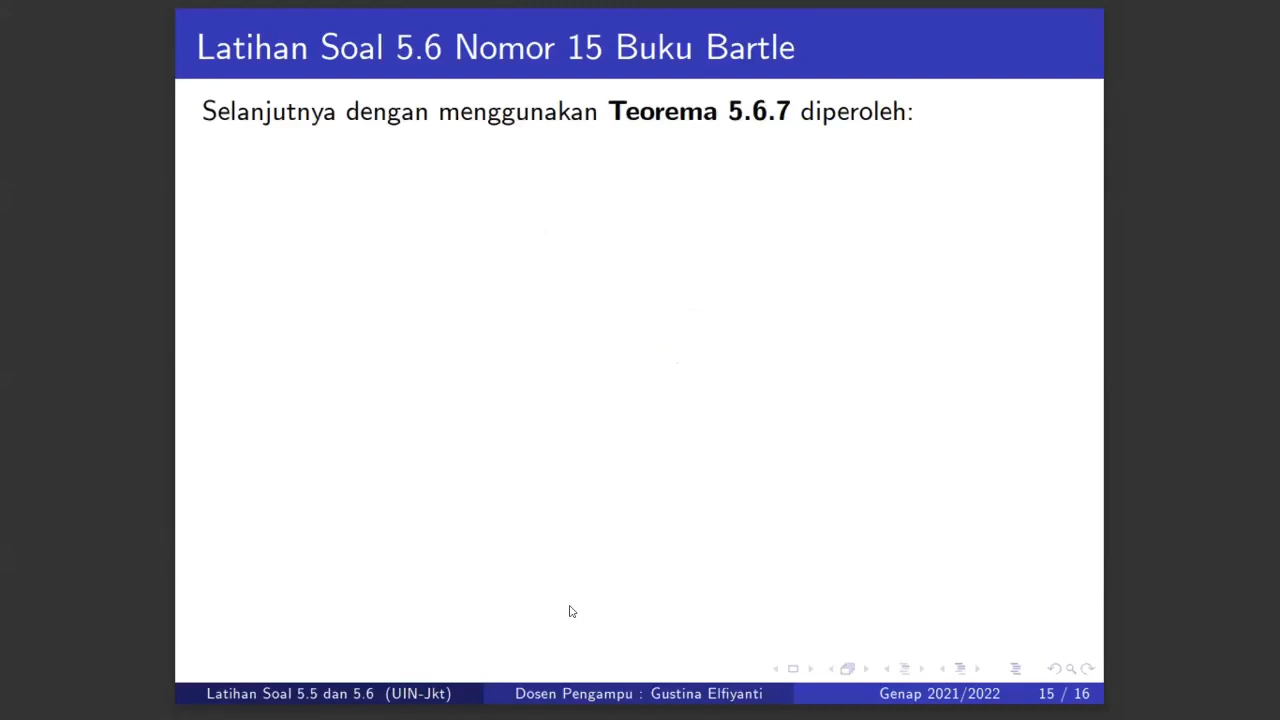 Latihan Soal 5.6 Nomor 15 Buku Bartle
Selanjutnya dengan menggunakan Teorema 5.6.7 diperoleh:
Latihan Soal 5.5 dan 5.6 (UIN-Jkt) Dosen Pengampu : Gustina Elfiyanti Genap 2021/2022 15 / 16